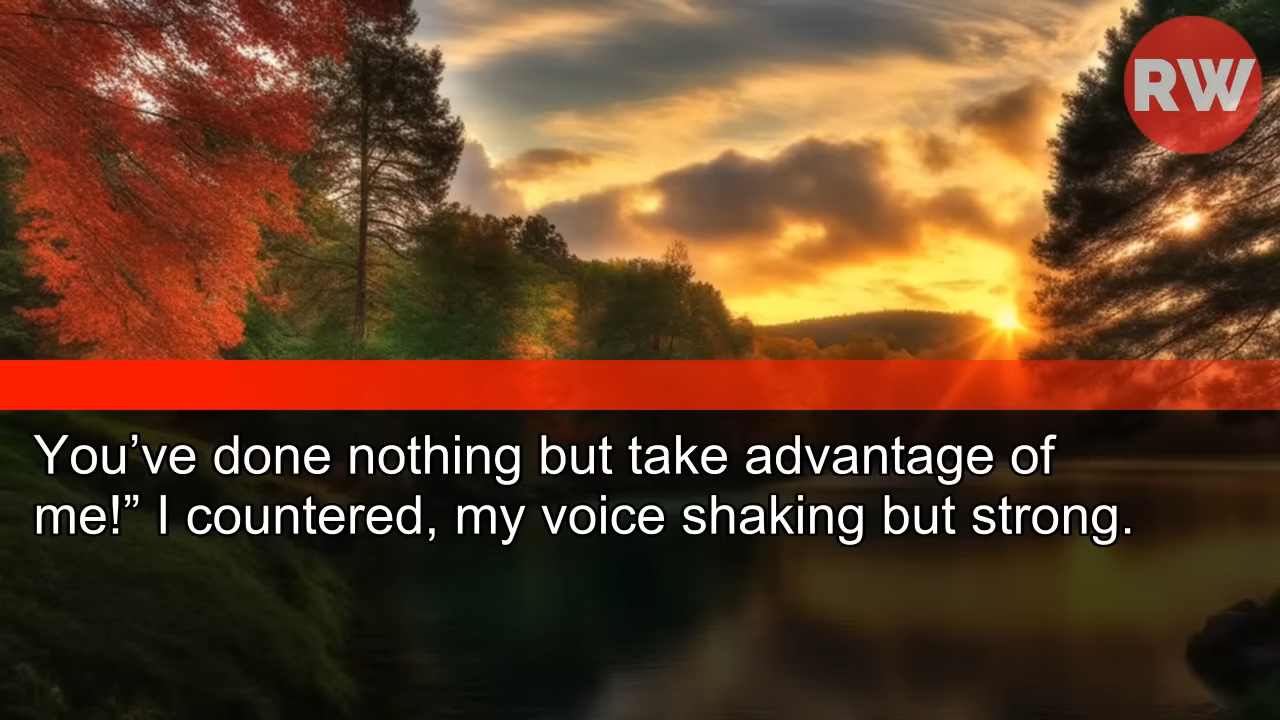 RW
You’ve done nothing but take advantage of
me!” I countered, my voice shaking but strong.